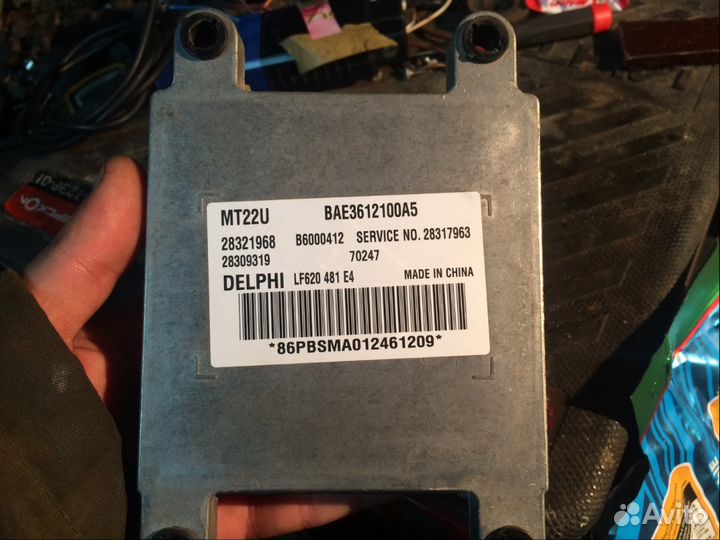 MT22U BAE3612100A5
28321968 B6000412 SERVICE NO. 28317963
28309319 70247
DELPHI LF620 481 E4 MADE IN CHINA
*86PBSMA012461209*
Avito